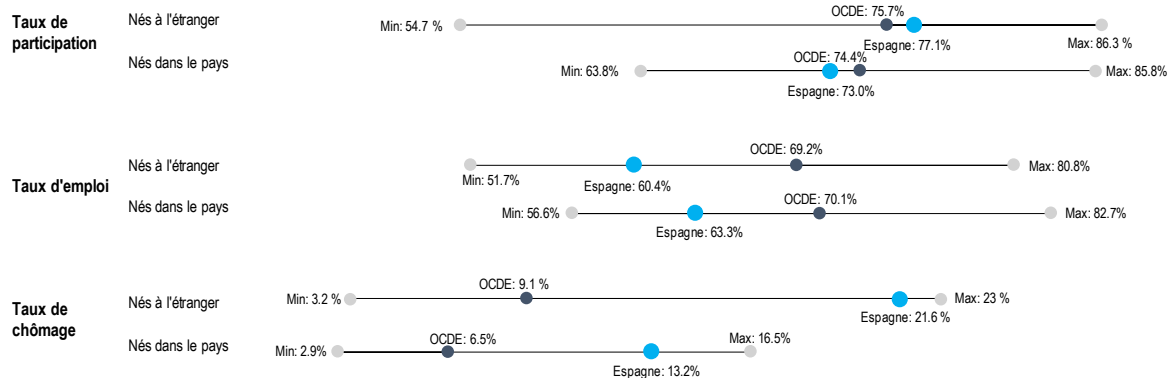 Taux de
participation
Nés à l'étranger
Min: 54.7 %
OCDE: 75.7%
Espagne: 77.1%
Max: 86.3 %
Nés dans le pays
Min: 63.8%
OCDE: 74.4%
Espagne: 73.0%
Max: 85.8%
Taux d'emploi
Nés à l'étranger
Min: 51.7%
Espagne: 60.4%
OCDE: 69.2%
Max: 80.8%
Nés dans le pays
Min: 56.6%
Espagne: 63.3%
OCDE: 70.1%
Max: 82.7%
Taux de
chômage
Nés à l'étranger
Min: 3.2 %
OCDE: 9.1 %
Espagne: 21.6 %
Max: 23 %
Nés dans le pays
Min: 2.9%
OCDE: 6.5%
Espagne: 13.2%
Max: 16.5%